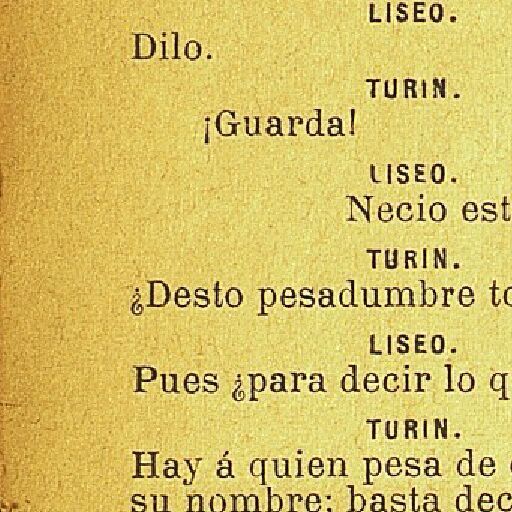 LISEO.
Dilo.
TURIN.
¡Guarda!
LISEO.
Necio est
TURIN.
¿Desto pesadumbre to
LISEO.
Pues ¿para decir lo q
TURIN.
Hay á quien pesa de
su nombre: basta dec